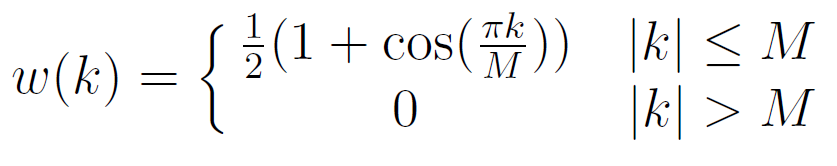 w(k) = { 1/2(1 + cos(πk/M)) |k| ≤ M
0 |k| > M